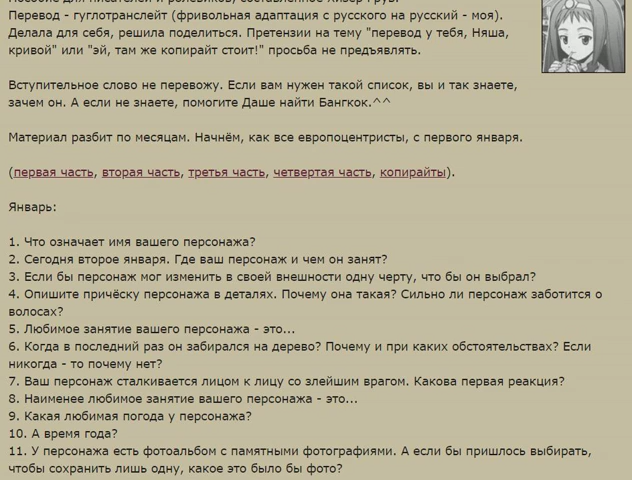 Пособие для писателей и ролевиков, составленное Хизер Грув.
Перевод - гуглотранслейт (фривольная адаптация с русского на русский - моя).
Делала для себя, решила поделиться. Претензии на тему "перевод у тебя, Няша,
кривой" или "эй, там же копирайт стоит!" просьба не предъявлять.
Вступительное слово не перевожу. Если вам нужен такой список, вы и так знаете,
зачем он. А если не знаете, помогите Даше найти Бангкок.^^
Материал разбит по месяцам. Начнём, как все европоцентристы, с первого января.
(первая часть, вторая часть, третья часть, четвертая часть, копирайты).
Январь:
1. Что означает имя вашего персонажа?
2. Сегодня второе января. Где ваш персонаж и чем он занят?
3. Если бы персонаж мог изменить в своей внешности одну черту, что бы он выбрал?
4. Опишите причёску персонажа в деталях. Почему она такая? Сильно ли персонаж заботится о
волосах?
5. Любимое занятие вашего персонажа - это...
6. Когда в последний раз он забирался на дерево? Почему и при каких обстоятельствах? Если
никогда - то почему нет?
7. Ваш персонаж сталкивается лицом к лицу со злейшим врагом. Какова первая реакция?
8. Наименее любимое занятие вашего персонажа - это...
9. Какая любимая погода у персонажа?
10. А время года?
11. У персонажа есть фотоальбом с памятными фотографиями. А если бы пришлось выбирать,
чтобы сохранить лишь одну, какое это было бы фото?